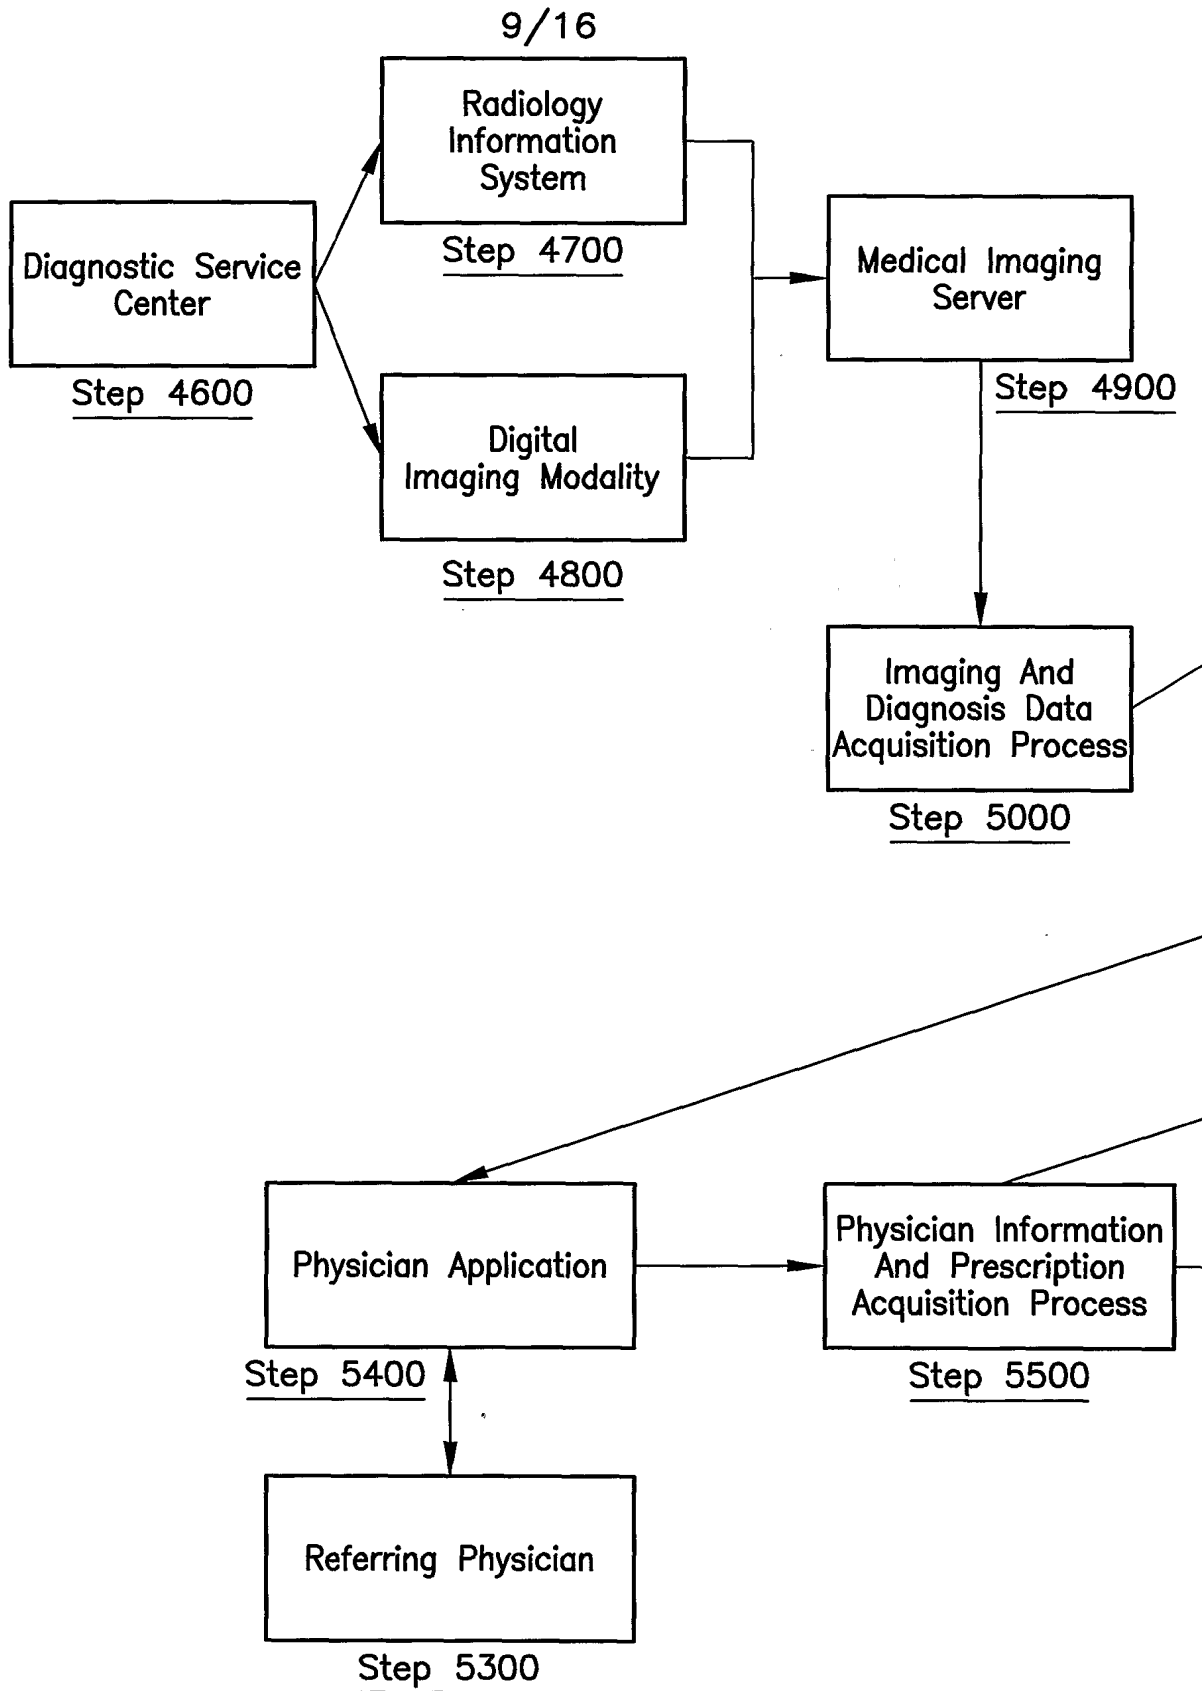 9/16
Radiology
Information
System
Step 4700
Diagnostic Service
Center
Step 4600
Medical Imaging
Server
Step 4900
Digital
Imaging Modality
Step 4800
Imaging And
Diagnosis Data
Acquisition Process
Step 5000
Physician Application
Step 5400
Physician Information
And Prescription
Acquisition Process
Step 5500
Referring Physician
Step 5300